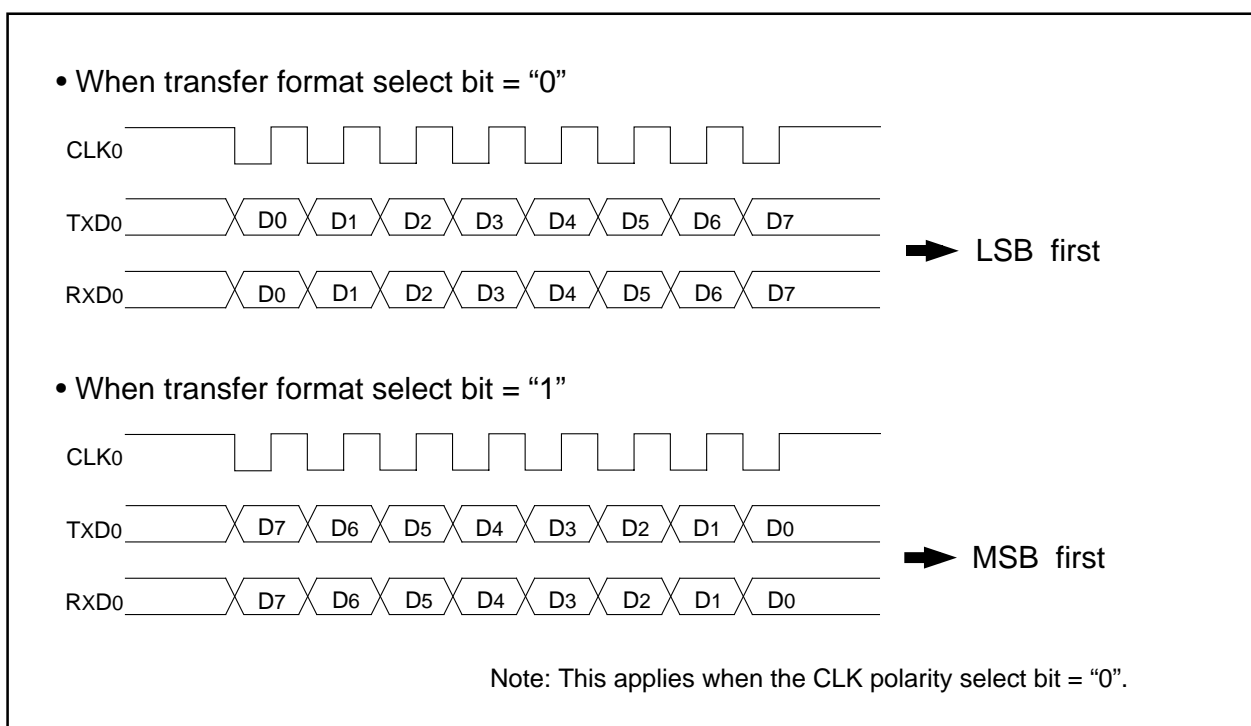 • When transfer format select bit = “0”
CLK0
TXD0 D0 D1 D2 D3 D4 D5 D6 D7
LSB first
RXD0 D0 D1 D2 D3 D4 D5 D6 D7
• When transfer format select bit = “1”
CLK0
TXD0 D7 D6 D5 D4 D3 D2 D1 D0
MSB first
RXD0 D7 D6 D5 D4 D3 D2 D1 D0
Note: This applies when the CLK polarity select bit = “0”.